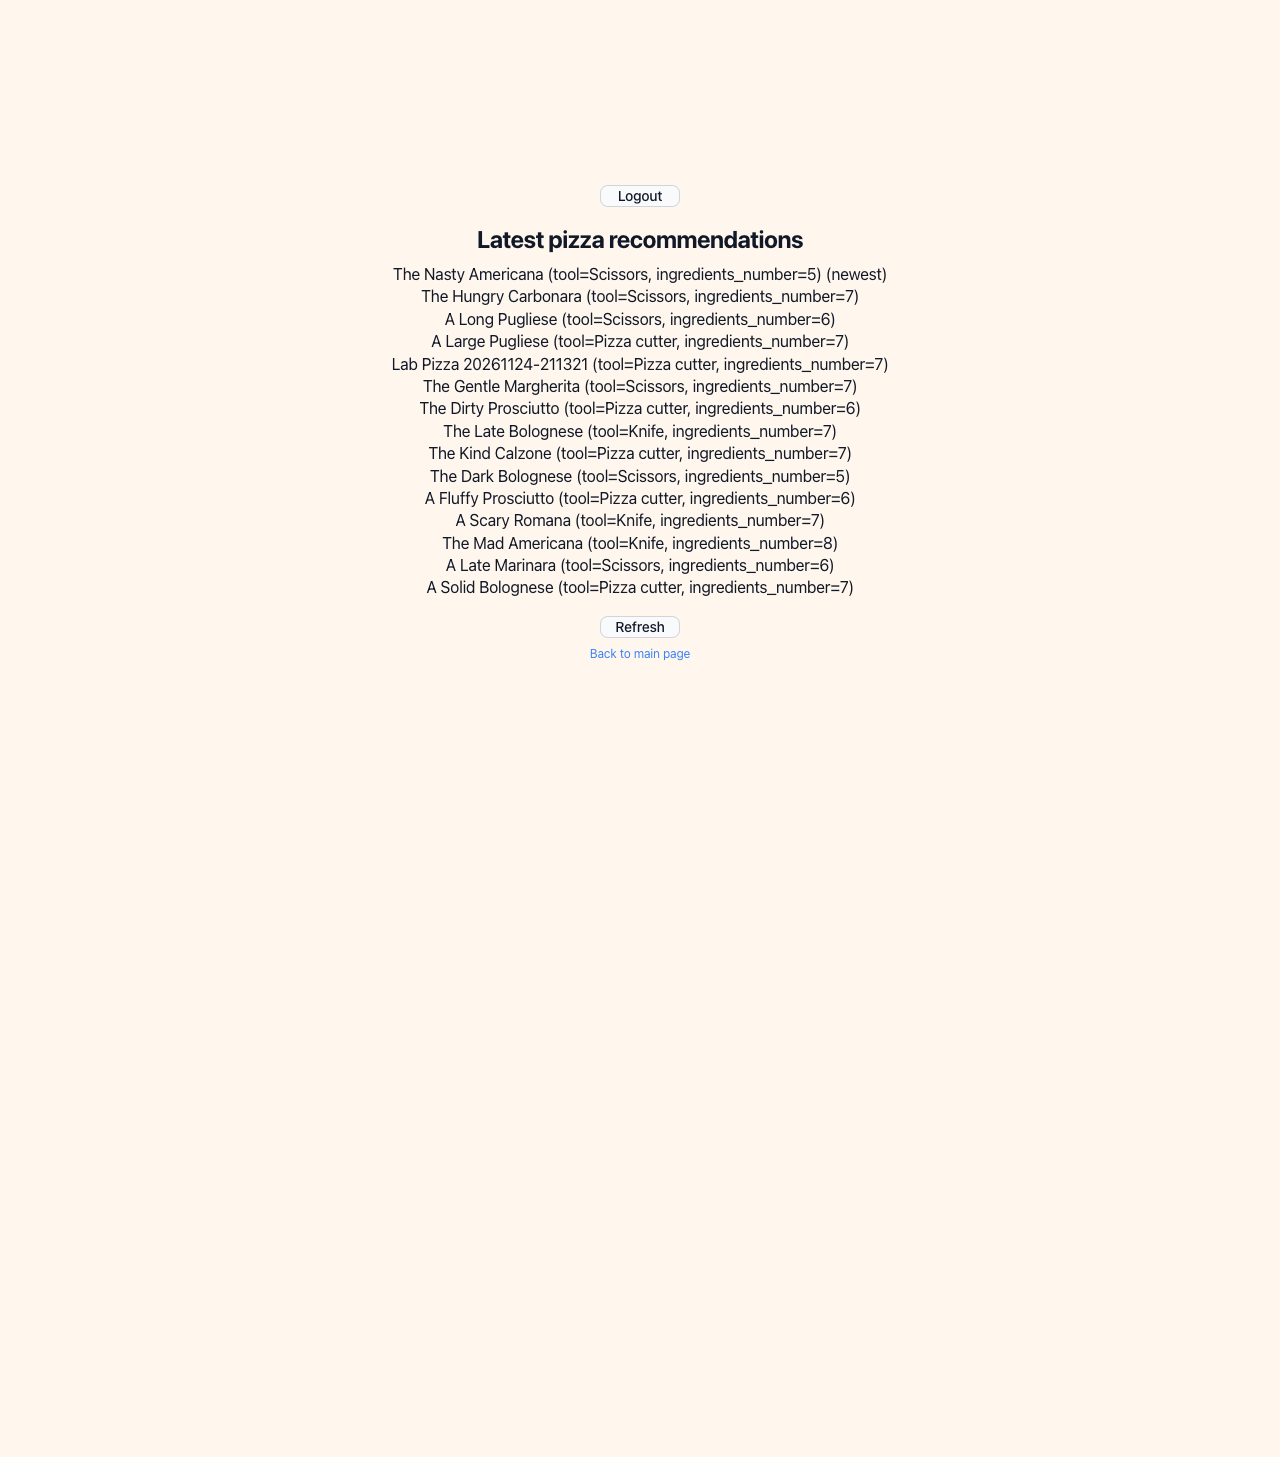 Logout
Latest pizza recommendations
The Nasty Americana (tool=Scissors, ingredients_number=5) (newest)
The Hungry Carbonara (tool=Scissors, ingredients_number=7)
A Long Pugliese (tool=Scissors, ingredients_number=6)
A Large Pugliese (tool=Pizza cutter, ingredients_number=7)
Lab Pizza 20261124-211321 (tool=Pizza cutter, ingredients_number=7)
The Gentle Margherita (tool=Scissors, ingredients_number=7)
The Dirty Prosciutto (tool=Pizza cutter, ingredients_number=6)
The Late Bolognese (tool=Knife, ingredients_number=7)
The Kind Calzone (tool=Pizza cutter, ingredients_number=7)
The Dark Bolognese (tool=Scissors, ingredients_number=5)
A Fluffy Prosciutto (tool=Pizza cutter, ingredients_number=6)
A Scary Romana (tool=Knife, ingredients_number=7)
The Mad Americana (tool=Knife, ingredients_number=8)
A Late Marinara (tool=Scissors, ingredients_number=6)
A Solid Bolognese (tool=Pizza cutter, ingredients_number=7)
Refresh
Back to main page